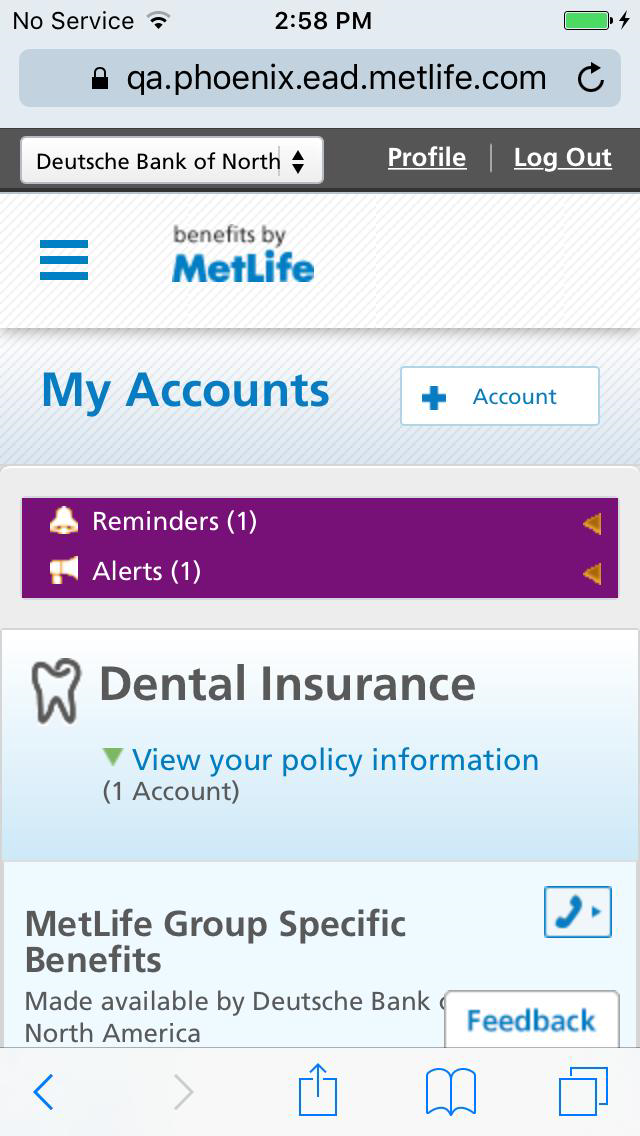 No Service 2:58 PM
qa.phoenix.ead.metlife.com
Deutsche Bank of North Profile Log Out
benefits by
MetLife
My Accounts Account
Reminders (1)
Alerts (1)
Dental Insurance
View your policy information
(1 Account)
MetLife Group Specific
Benefits
Made available by Deutsche Bank
North America
Feedback